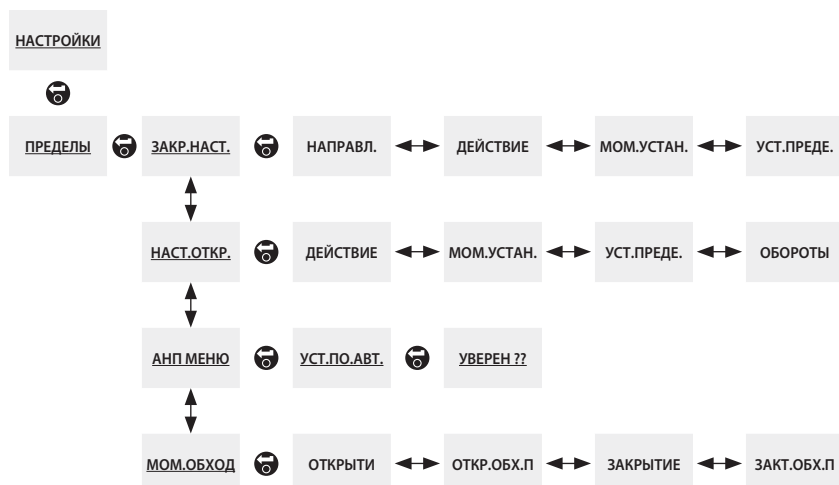 НАСТРОЙКИ
ПРЕДЕЛЫ ЗАКР.НАСТ. НАПРАВЛ. ДЕЙСТВИЕ МОМ.УСТАН. УСТ.ПРЕДЕ.
НАСТ.ОТКР. ДЕЙСТВИЕ МОМ.УСТАН. УСТ.ПРЕДЕ. ОБОРОТЫ
АНП МЕНЮ УСТ.ПО.АВТ. УВЕРЕН ??
МОМ.ОБХОД ОТКРЫТИ ОТКР.ОБХ.П ЗАКРЫТИЕ ЗАКТ.ОБХ.П